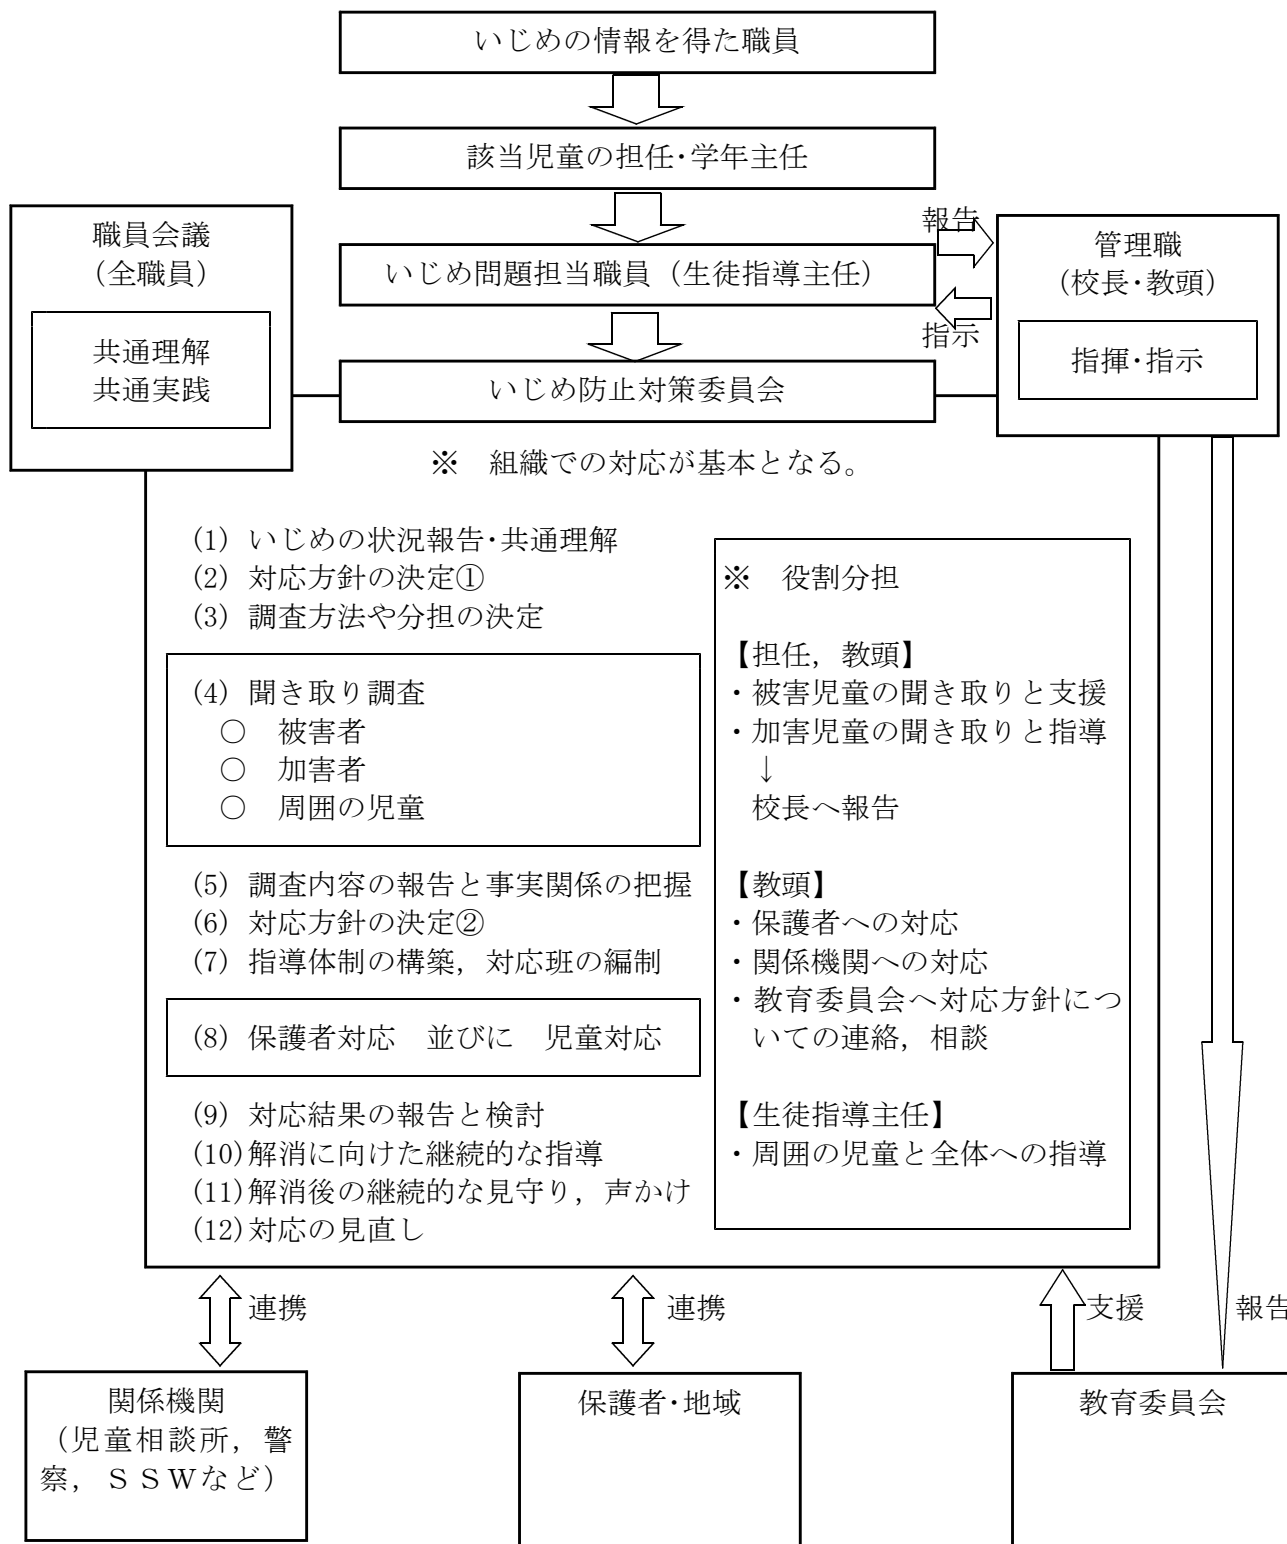 いじめの情報を得た職員
該当児童の担任・学年主任
職員会議
（全職員）
共通理解
共通実践
いじめ問題担当職員（生徒指導主任）
報告
指示
管理職
（校長・教頭）
指揮・指示
いじめ防止対策委員会
※　組織での対応が基本となる。
(1) いじめの状況報告・共通理解
(2) 対応方針の決定①
(3) 調査方法や分担の決定
(4) 聞き取り調査
○　被害者
○　加害者
○　周囲の児童
(5) 調査内容の報告と事実関係の把握
(6) 対応方針の決定②
(7) 指導体制の構築，対応班の編制
(8) 保護者対応　並びに　児童対応
(9) 対応結果の報告と検討
(10)解消に向けた継続的な指導
(11)解消後の継続的な見守り，声かけ
(12)対応の見直し
※　役割分担
【担任，教頭】
・被害児童の聞き取りと支援
・加害児童の聞き取りと指導
↓
校長へ報告
【教頭】
・保護者への対応
・関係機関への対応
・教育委員会へ対応方針につ
いての連絡，相談
【生徒指導主任】
・周囲の児童と全体への指導
連携
連携
支援
報告
関係機関
（児童相談所，警
察，ＳＳＷなど）
保護者・地域
教育委員会